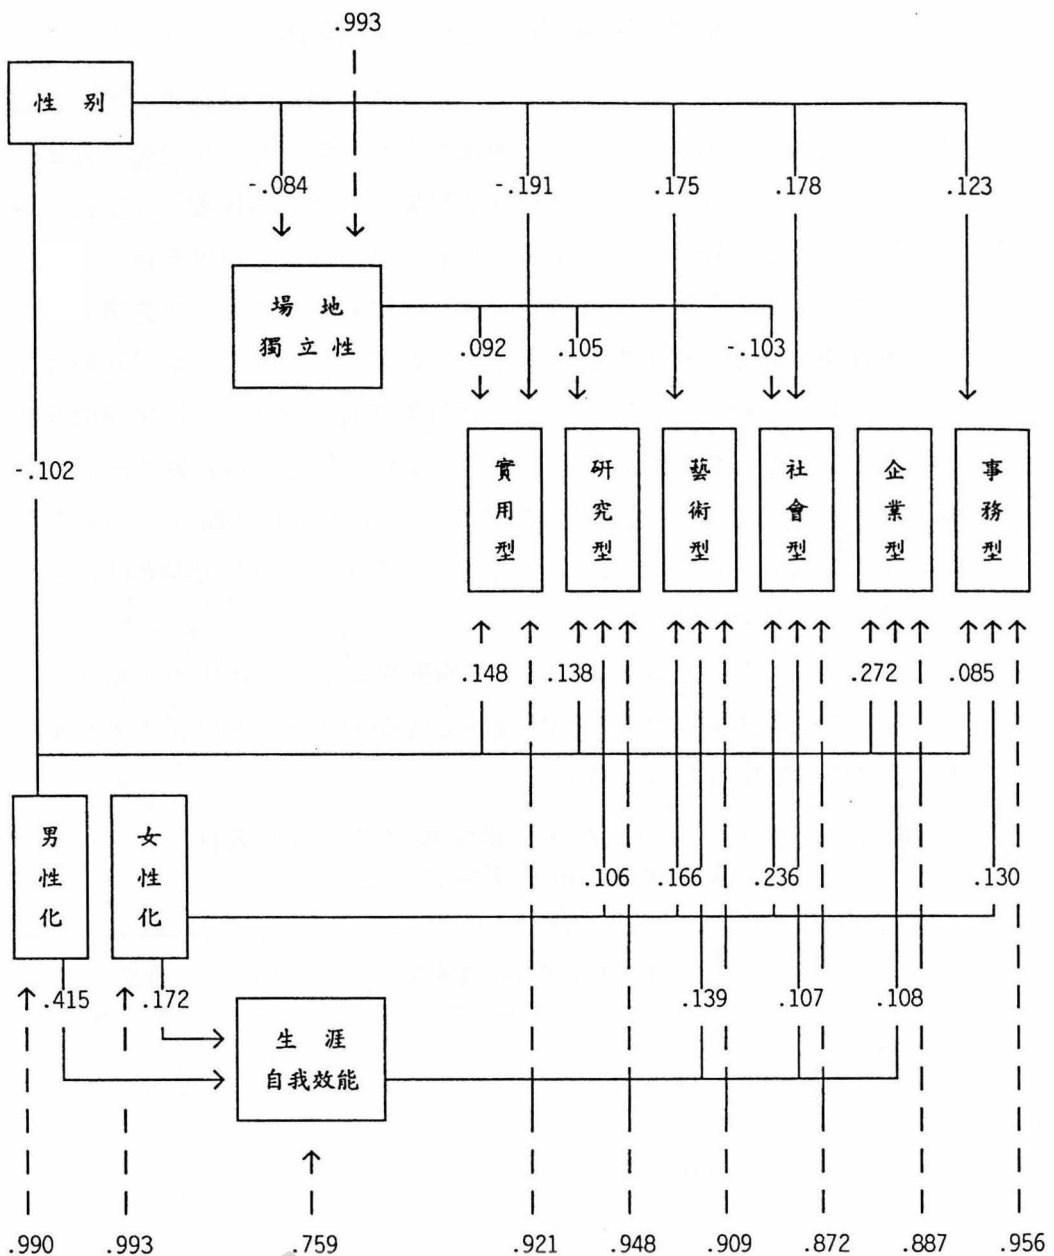 .993
性 別
-.084 -.191 .175 .178 .123
場 地
獨 立 性
.092 .105 -.103
-.102
實用型 研究型 藝術型 社會型 企業型 事務型
.148 .138 .272 .085
男性化 女性化
.106 .166 .236 .130
.415 .172 .139 .107 .108
生 涯
自我效能
.990 .993 .759 .921 .948 .909 .872 .887 .956